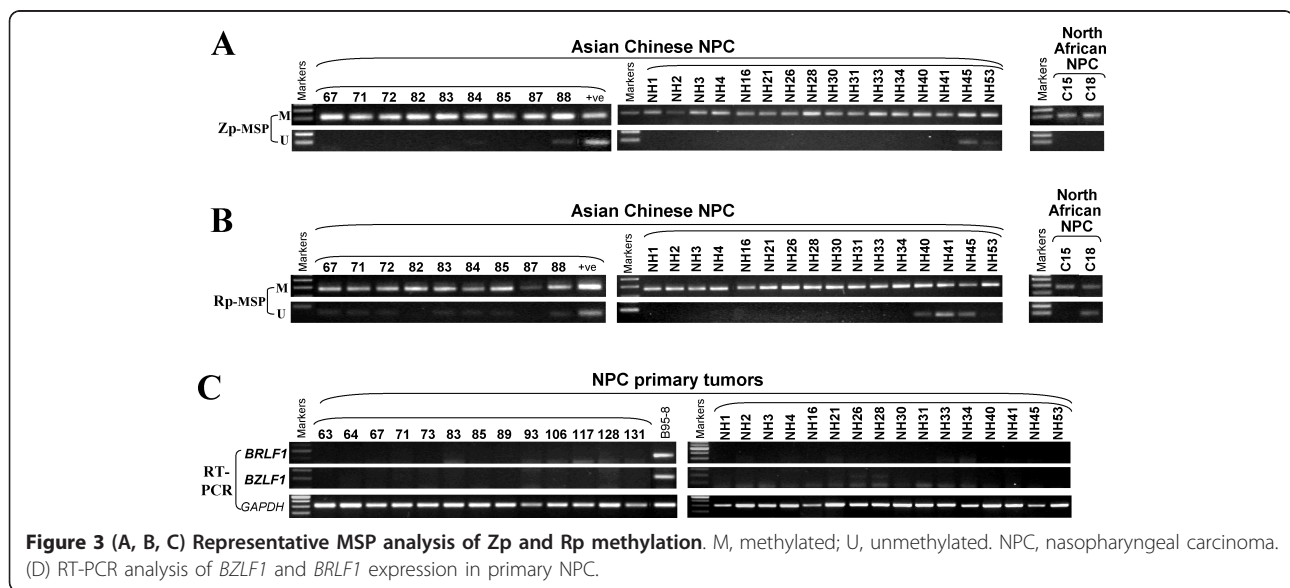 A
Asian Chinese NPC
North
African
NPC
Markers 67 71 72 82 83 84 85 87 88 +ve
Markers NH1 NH2 NH3 NH4 NH16 NH21 NH26 NH28 NH30 NH31 NH33 NH34 NH40 NH41 NH45 NH53
Markers C15 C18
Zp-MSP
M
U
B
Asian Chinese NPC
North
African
NPC
Markers 67 71 72 82 83 84 85 87 88 +ve
Markers NH1 NH2 NH3 NH4 NH16 NH21 NH26 NH28 NH30 NH31 NH33 NH34 NH40 NH41 NH45 NH53
Markers C15 C18
Rp-MSP
M
U
C
NPC primary tumors
Markers 63 64 67 71 73 83 85 89 93 106 117 128 131 B95-8
Markers NH1 NH2 NH3 NH4 NH16 NH21 NH26 NH28 NH30 NH31 NH33 NH34 NH40 NH41 NH45 NH53
RT-
PCR
BRLF1
BZLF1
GAPDH
Figure 3 (A, B, C) Representative MSP analysis of Zp and Rp methylation. M, methylated; U, unmethylated. NPC, nasopharyngeal carcinoma.
(D) RT-PCR analysis of BZLF1 and BRLF1 expression in primary NPC.